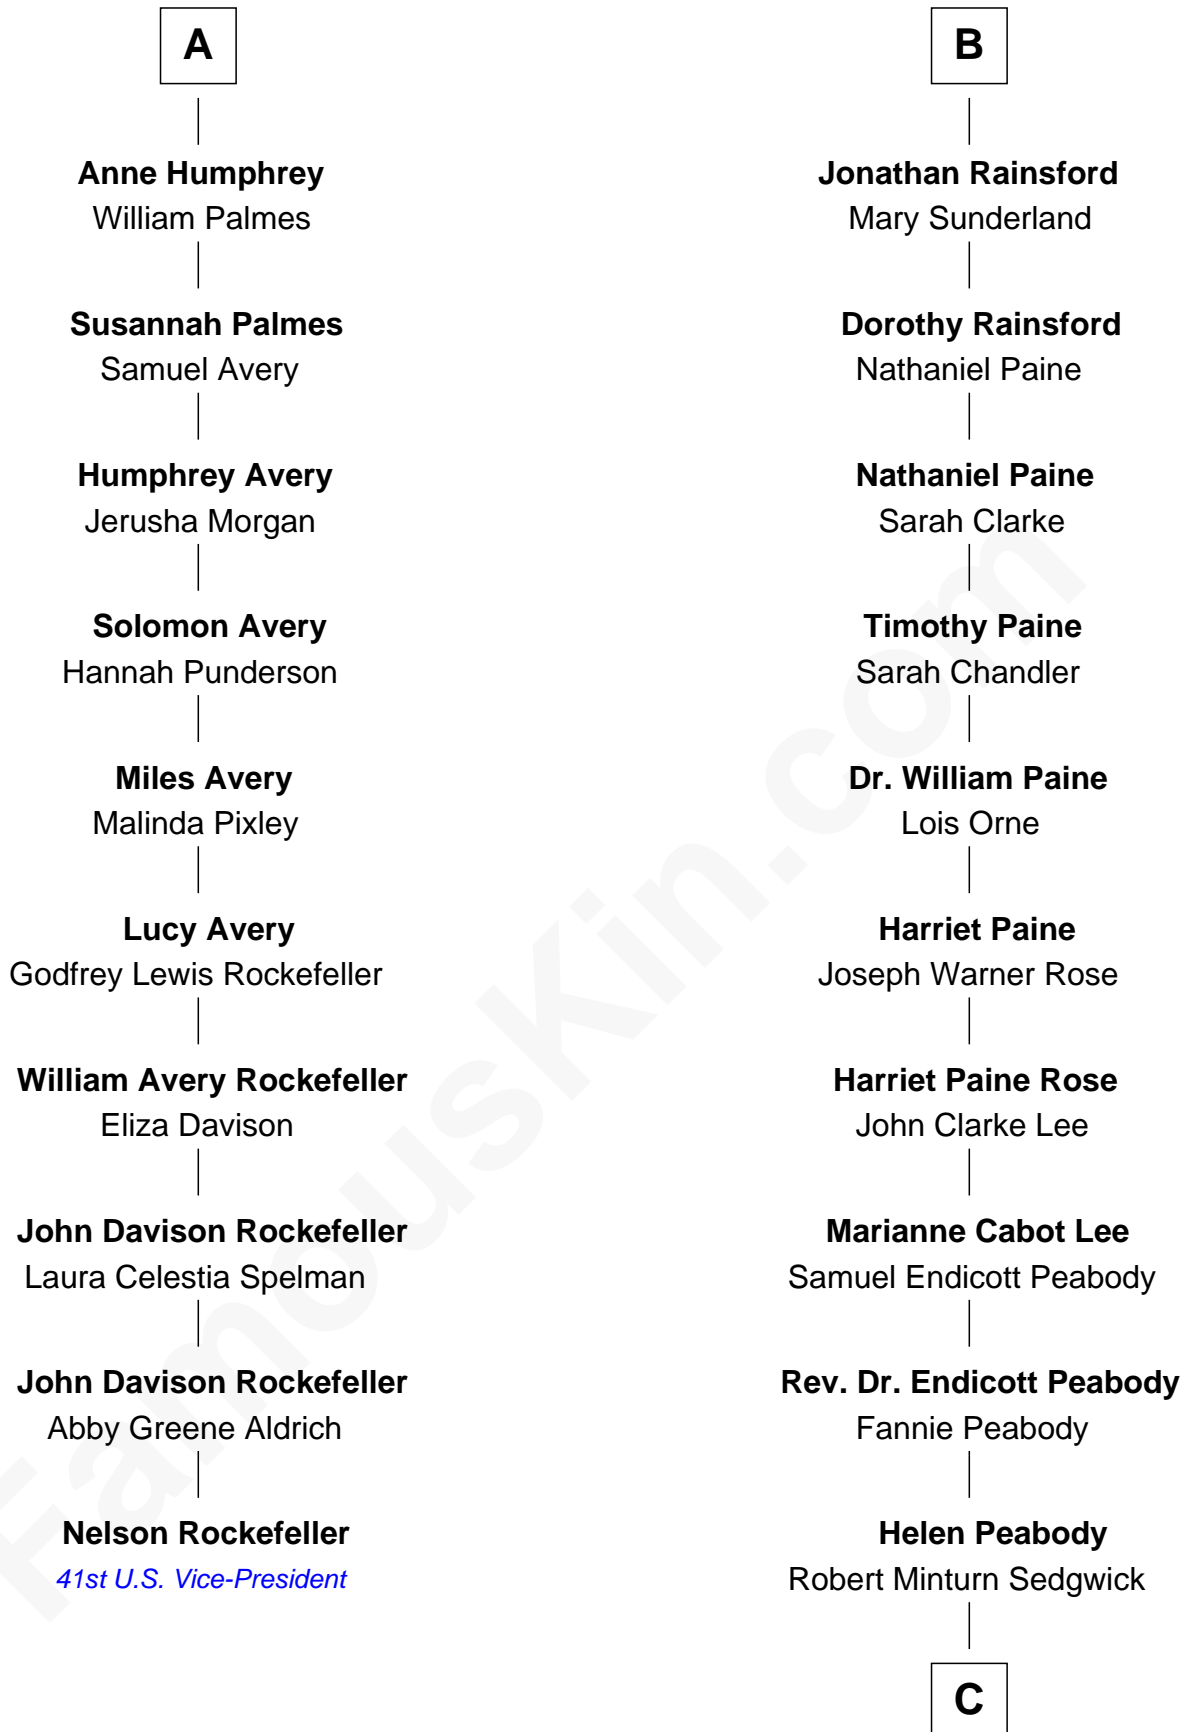 A
Anne Humphrey
William Palmes
Susannah Palmes
Samuel Avery
Humphrey Avery
Jerusha Morgan
Solomon Avery
Hannah Punderson
Miles Avery
Malinda Pixley
Lucy Avery
Godfrey Lewis Rockefeller
William Avery Rockefeller
Eliza Davison
John Davison Rockefeller
Laura Celestia Spelman
John Davison Rockefeller
Abby Greene Aldrich
Nelson Rockefeller
41st U.S. Vice-President
B
Jonathan Rainsford
Mary Sunderland
Dorothy Rainsford
Nathaniel Paine
Nathaniel Paine
Sarah Clarke
Timothy Paine
Sarah Chandler
Dr. William Paine
Lois Orne
Harriet Paine
Joseph Warner Rose
Harriet Paine Rose
John Clarke Lee
Marianne Cabot Lee
Samuel Endicott Peabody
Rev. Dr. Endicott Peabody
Fannie Peabody
Helen Peabody
Robert Minturn Sedgwick
C
FamousKin.com